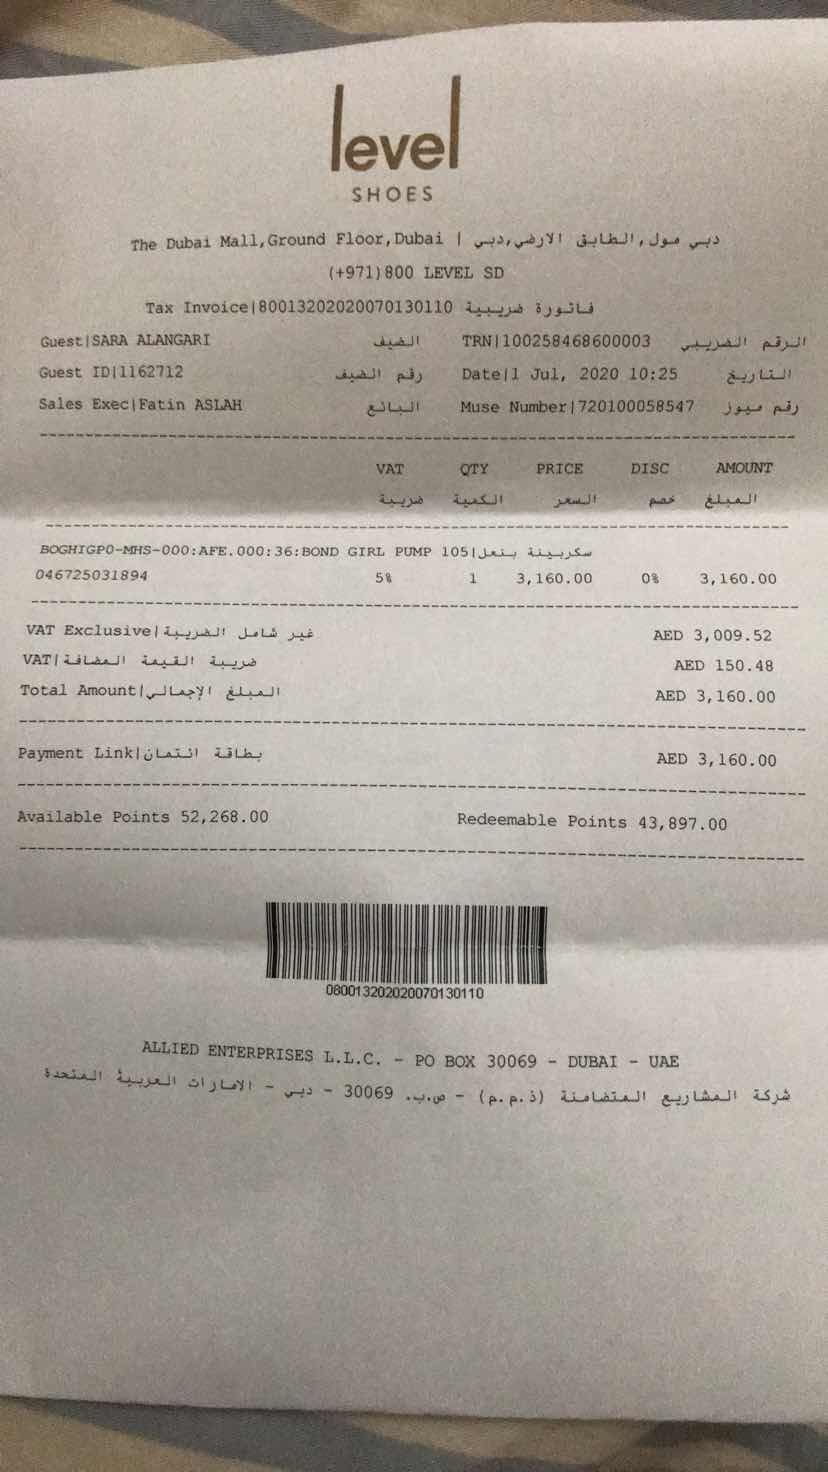 level
SHOES
The Dubai Mall,Ground Floor,Dubai | دبي مول,الطابق الارضي,دبي
(+971)800 LEVEL SD
Tax Invoice|80013202020070130110 فاتورة ضريبية
Guest|SARA ALANGARI الضيف TRN|100258468600003 الرقم الضريبي
Guest ID|1162712 رقم الضيف Date|1 Jul, 2020 10:25 التاريخ
Sales Exec|Fatin ASLAH البائع Muse Number|720100058547 رقم ميوز
VAT QTY PRICE DISC AMOUNT
ضريبة الكمية السعر خصم المبلغ
BOGHIGP0-MHS-000:AFE.000:36:BOND GIRL PUMP 105|سكربينة بنعل
046725031894 5% 1 3,160.00 0% 3,160.00
VAT Exclusive|غير شامل الضريبة AED 3,009.52
VAT|ضريبة القيمة المضافة AED 150.48
Total Amount|المبلغ الإجمالي AED 3,160.00
Payment Link|بطاقة ائتمان AED 3,160.00
Available Points 52,268.00 Redeemable Points 43,897.00
080013202020070130110
ALLIED ENTERPRISES L.L.C. - PO BOX 30069 - DUBAI - UAE
شركة المشاريع المتضامنة (ذ.م.م) - ص.ب. 30069 - دبي - الامارات العربية المتحدة